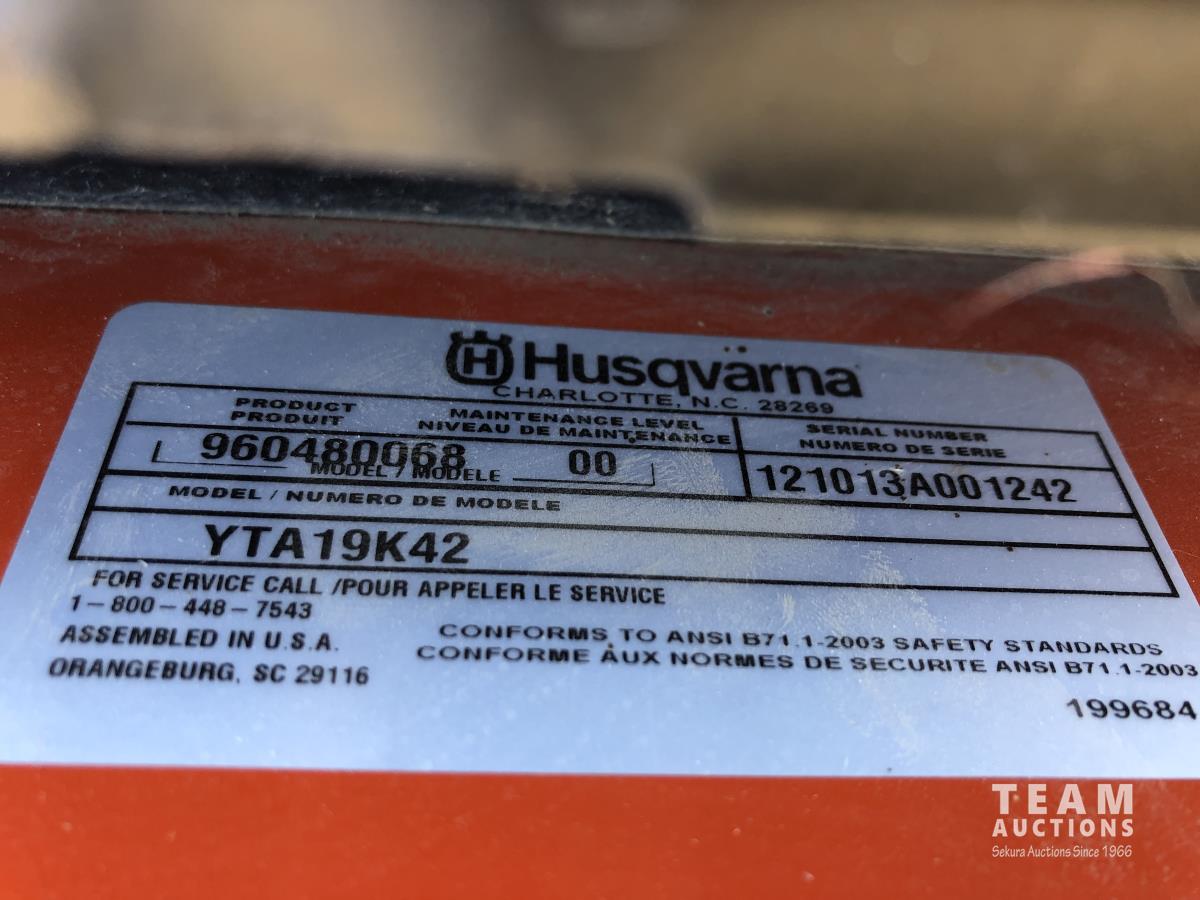 Husqvarna
CHARLOTTE, N.C. 28269
PRODUCT
PRODUIT
MAINTENANCE LEVEL
NIVEAU DE MAINTENANCE
SERIAL NUMBER
NUMERO DE SERIE
960480068 00
MODEL / MODELE
121013A001242
MODEL / NUMERO DE MODELE
YTA19K42
FOR SERVICE CALL /POUR APPELER LE SERVICE
1-800-448-7543
ASSEMBLED IN U.S.A.
ORANGEBURG, SC 29116
CONFORMS TO ANSI B71.1-2003 SAFETY STANDARDS
CONFORME AUX NORMES DE SECURITE ANSI B71.1-2003
199684
TEAM
AUCTIONS
Sekura Auctions Since 1966